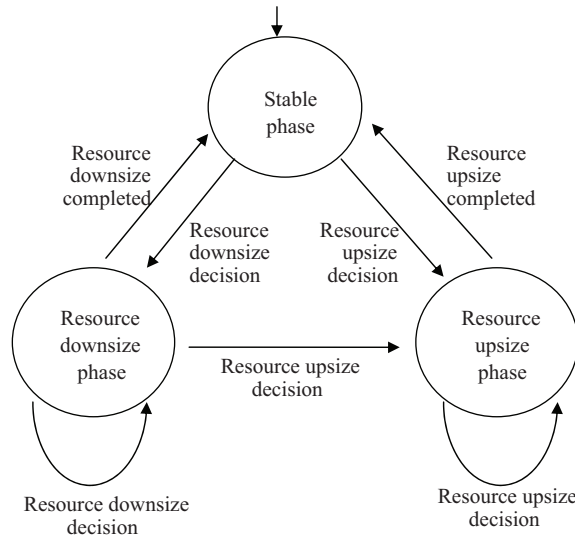 Stable
phase
Resource
downsize
completed
Resource
upsize
completed
Resource
downsize
decision
Resource
upsize
decision
Resource
downsize
phase
Resource
upsize
phase
Resource upsize
decision
Resource downsize
decision
Resource upsize
decision